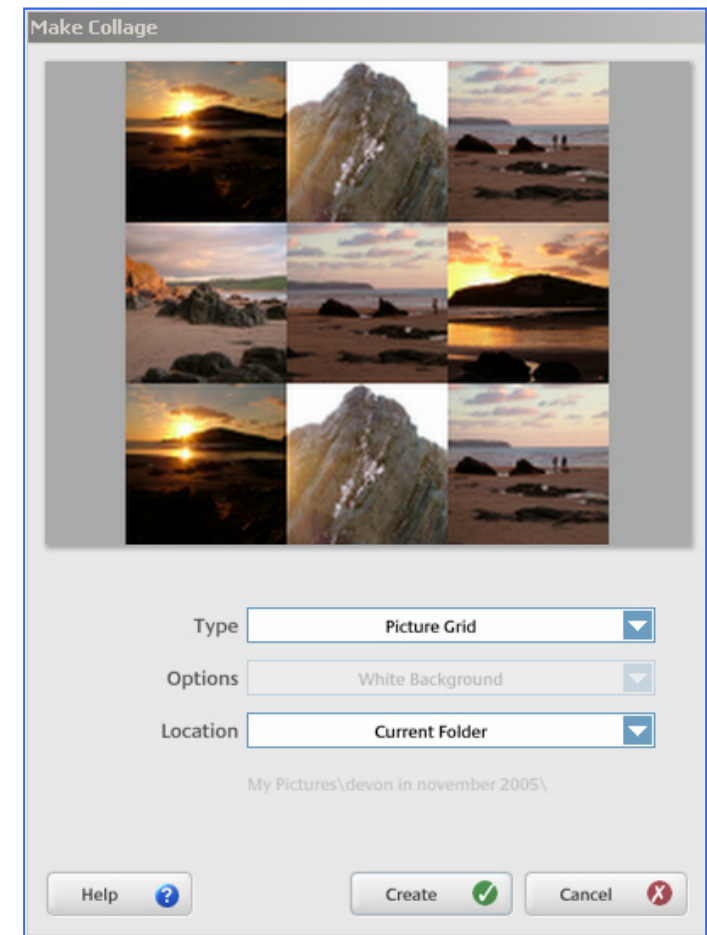 Make Collage
Type Picture Grid
Options White Background
Location Current Folder
My Pictures\devon in november 2005\
Help ? Create Cancel